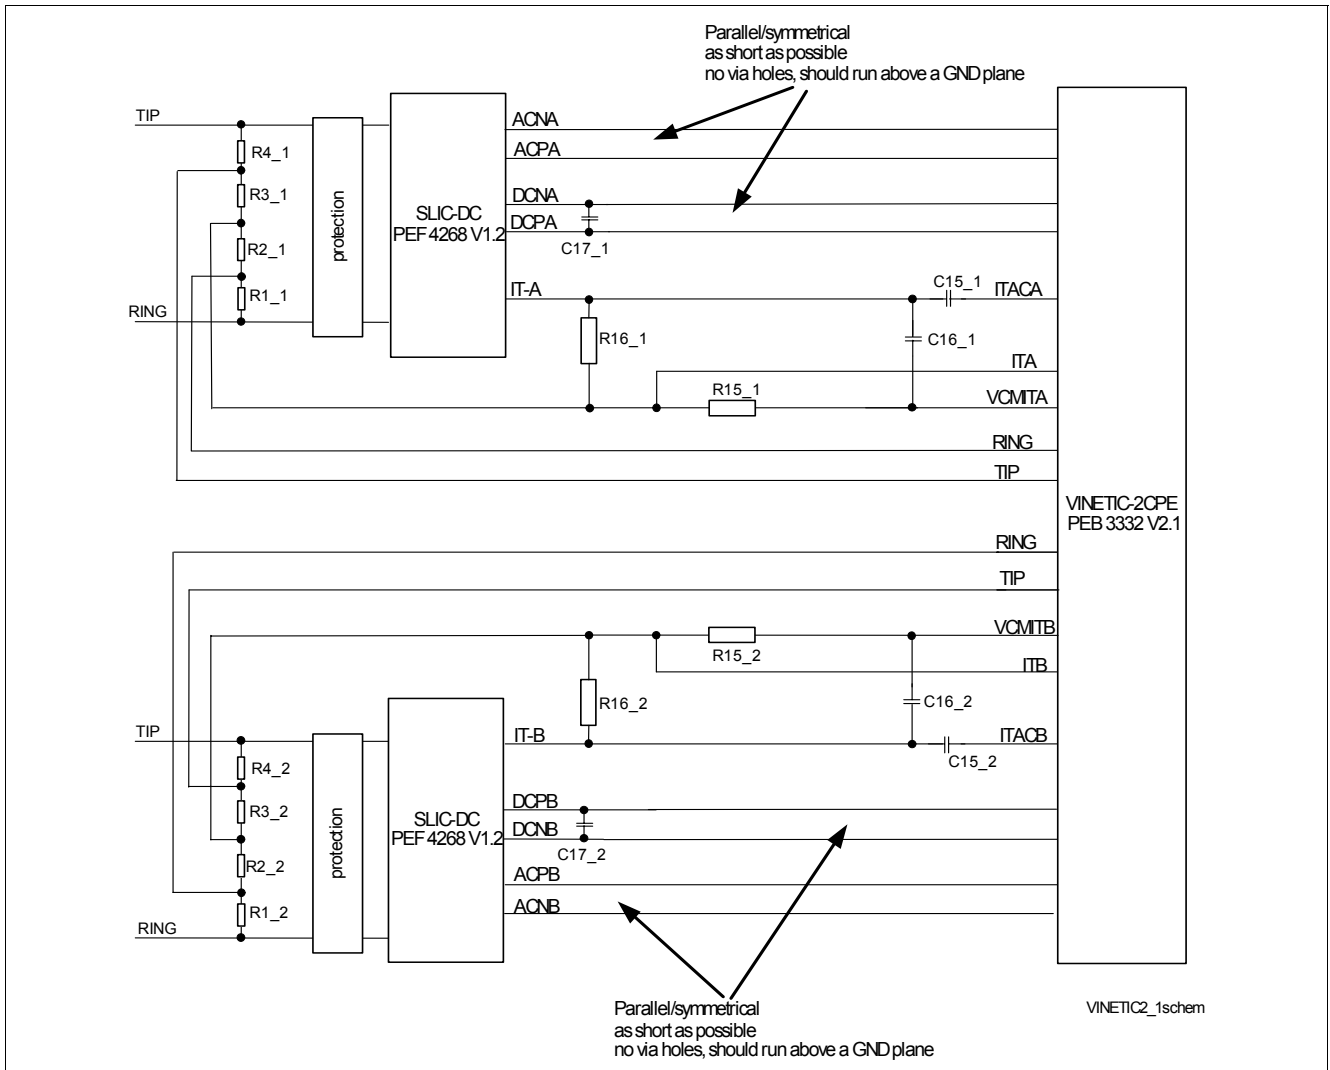 Parallel/symmetrical
as short as possible
no via holes, should run above a GND plane
TIP
R4_1
R3_1
R2_1
R1_1
RING
protection
SLIC-DC
PEF 4268 V1.2
ACNA
ACPA
DCNA
DCPA
C17_1
IT-A
R16_1
C15_1
ITACA
C16_1
ITA
R15_1
VCMITA
RING
TIP
VINETIC-2CPE
PEB 3332 V2.1
RING
TIP
VCMITB
R15_2
ITB
R16_2
C16_2
IT-B
ITACB
C15_2
TIP
R4_2
R3_2
R2_2
R1_2
RING
protection
SLIC-DC
PEF 4268 V1.2
DCPB
DCNB
C17_2
ACPB
ACNB
Parallel/symmetrical
as short as possible
no via holes, should run above a GND plane
VINETIC2_1schem